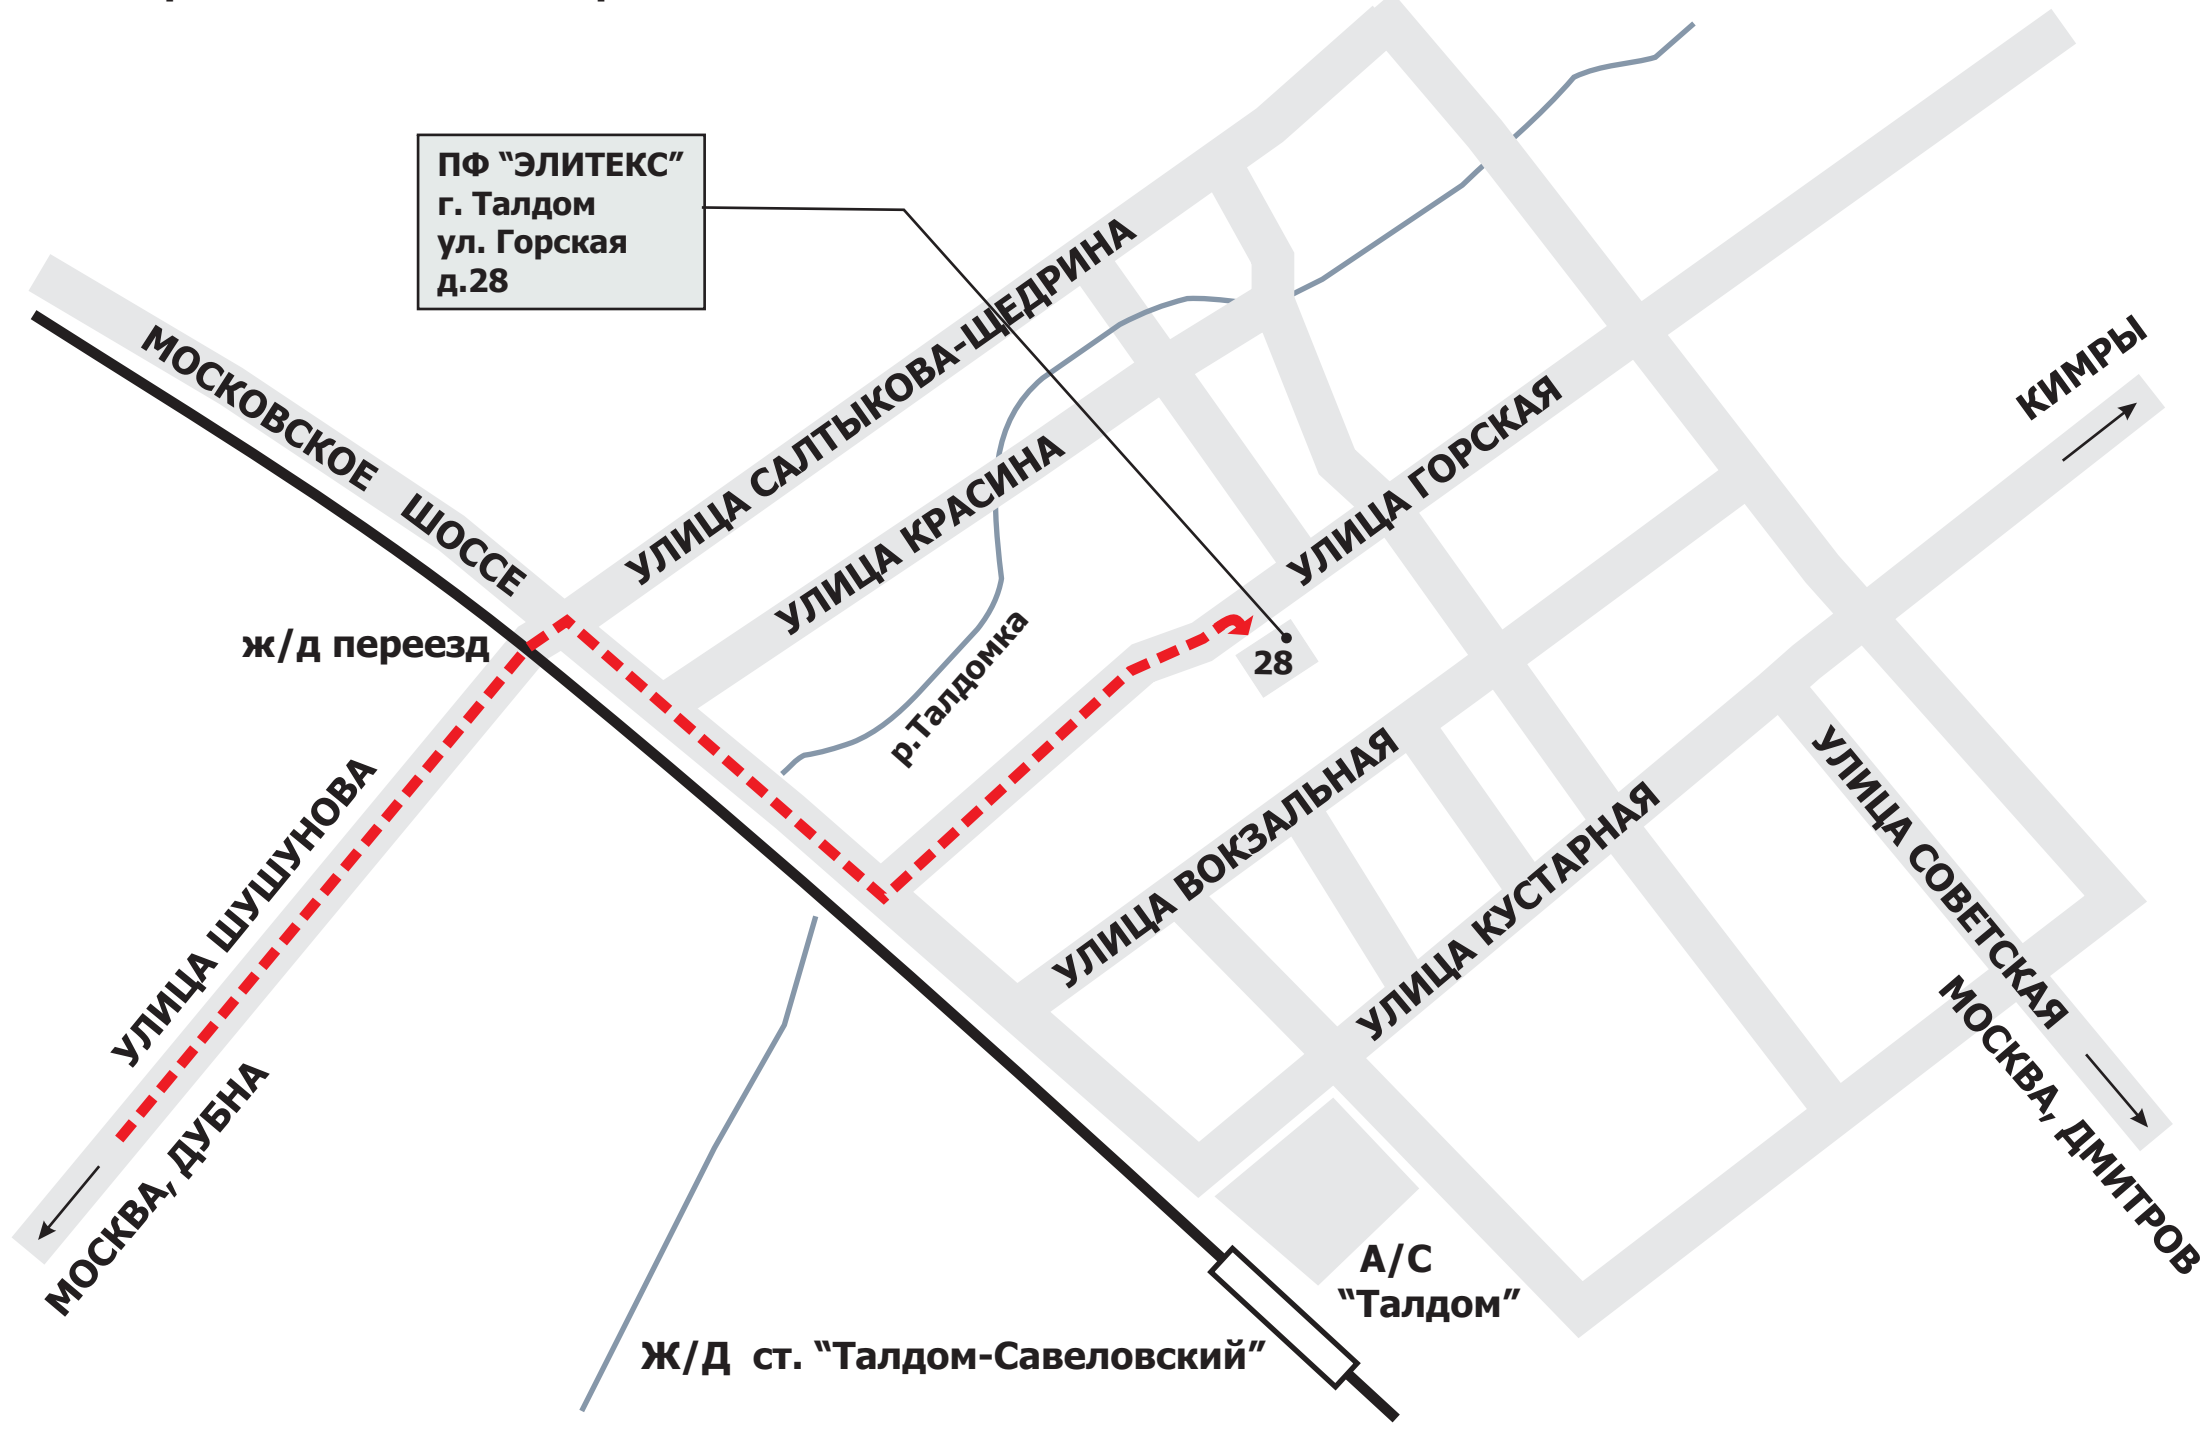 ПФ “ЭЛИТЕКС”
г. Талдом
ул. Горская
д.28
МОСКОВСКОЕ ШОССЕ
УЛИЦА САЛТЫКОВА-ЩЕДРИНА
УЛИЦА КРАСИНА
УЛИЦА ГОРСКАЯ
КИМРЫ
ж/д переезд
р.Талдомка
28
УЛИЦА ШУШУНОВА
МОСКВА, ДУБНА
УЛИЦА ВОКЗАЛЬНАЯ
УЛИЦА КУСТАРНАЯ
УЛИЦА СОВЕТСКАЯ
МОСКВА, ДМИТРОВ
А/С
“Талдом”
Ж/Д ст. “Талдом-Савеловский”